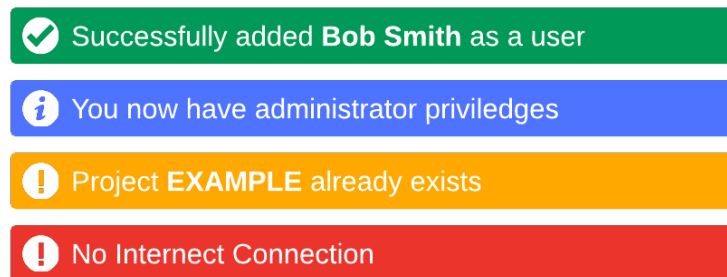 Successfully added Bob Smith as a user
You now have administrator priviledges
Project EXAMPLE already exists
No Internect Connection